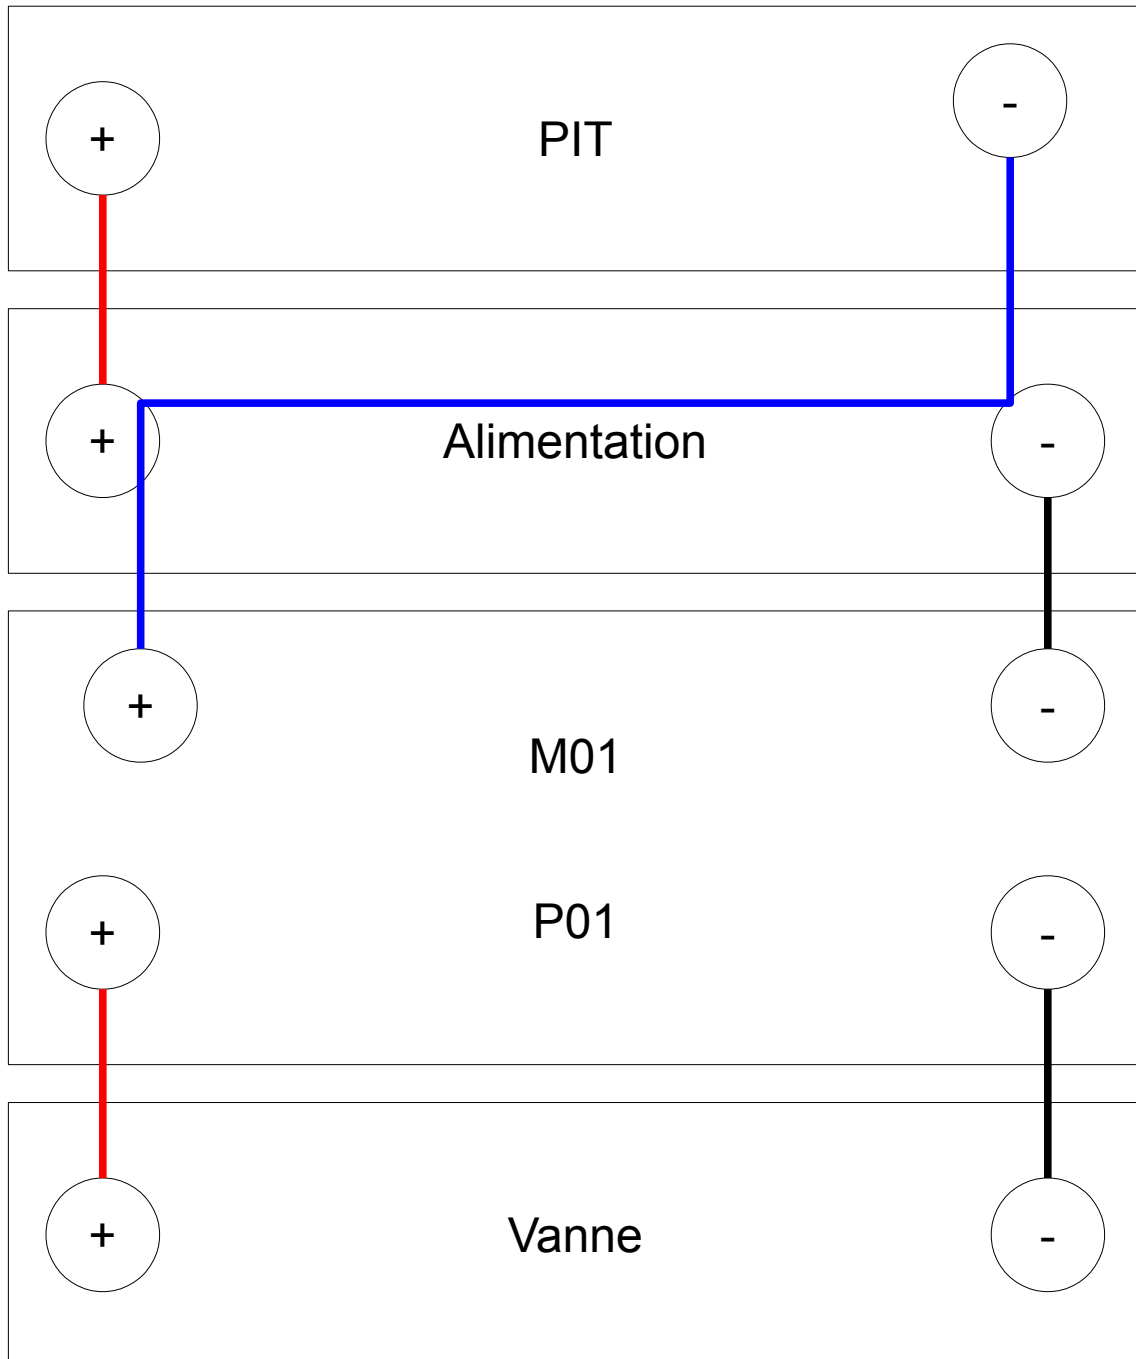 + PIT -
+ Alimentation -
+ -
M01
+ P01 -
+ Vanne -